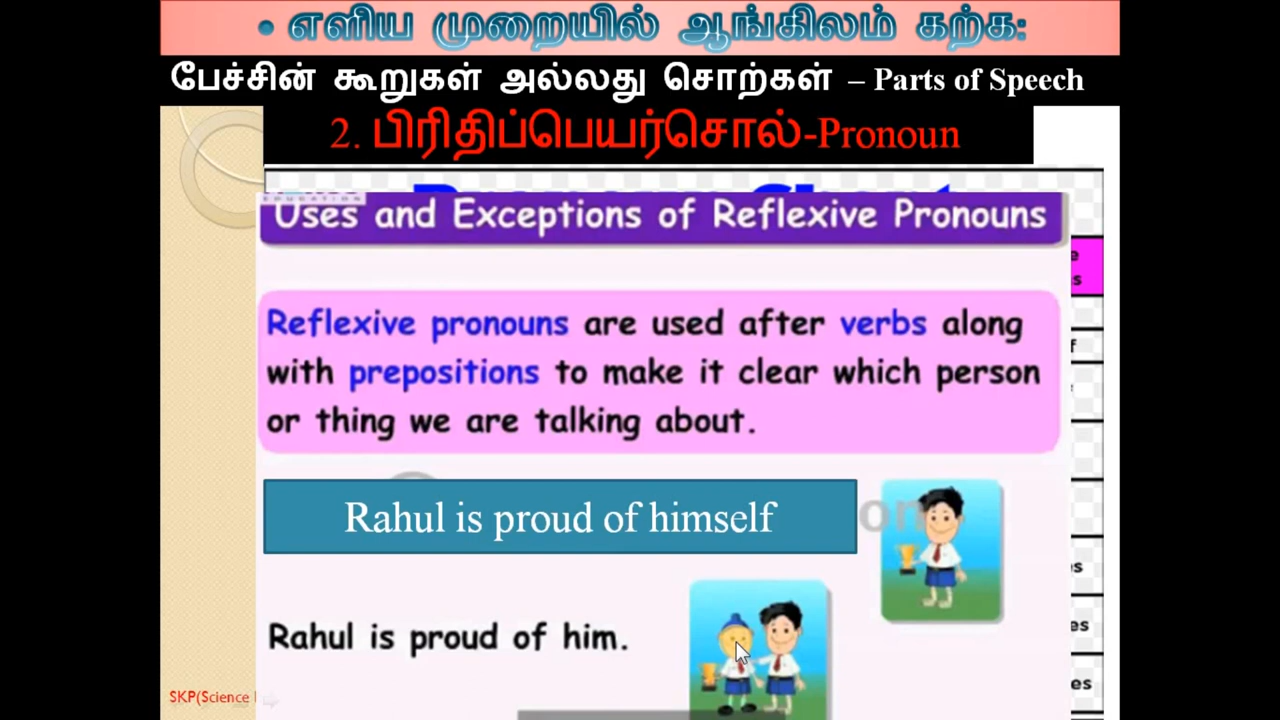 • எளிய முறையில் ஆங்கிலம் கற்க:
பேச்சின் கூறுகள் அல்லது சொற்கள் – Parts of Speech
2. பிரிதிப்பெயர்சொல்-Pronoun
EDUCATION
Uses and Exceptions of Reflexive Pronouns
Reflexive pronouns are used after verbs along
with prepositions to make it clear which person
or thing we are talking about.
Rahul is proud of himself
Rahul is proud of him.
SKP(Science